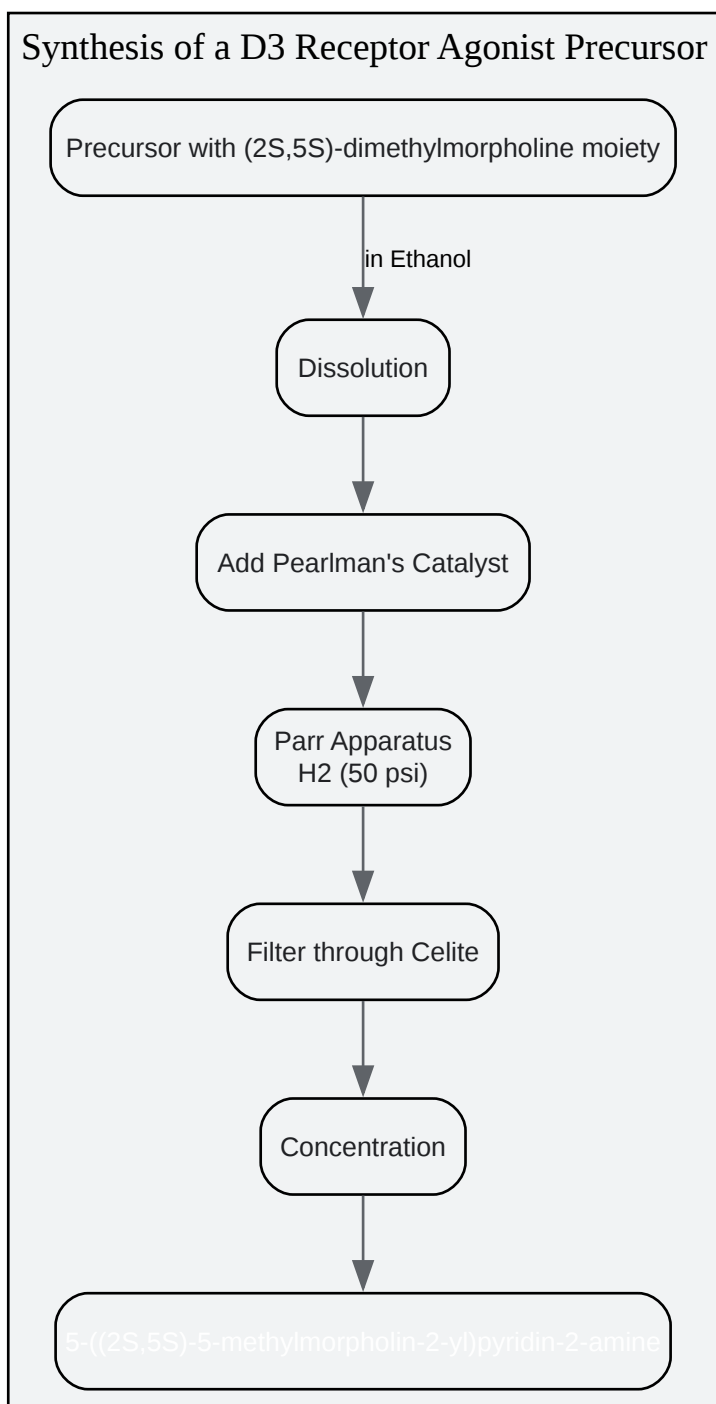 Synthesis of a D3 Receptor Agonist Precursor
Precursor with (2S,5S)-dimethylmorpholine moiety
in Ethanol
Dissolution
Add Pearlman's Catalyst
Parr Apparatus
H2 (50 psi)
Filter through Celite
Concentration
5-((2S,5S)-5-methylmorpholin-2-yl)pyridin-2-amine